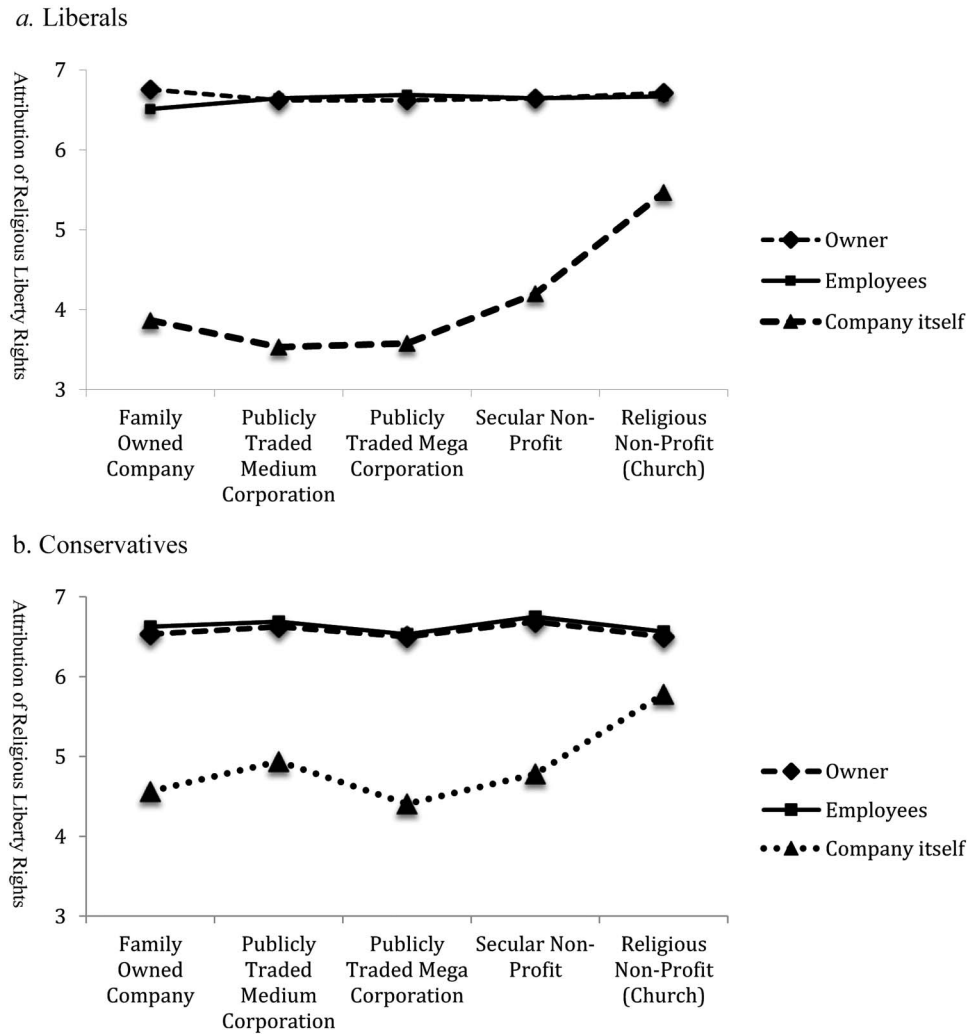 a. Liberals
Attribution of Religious Liberty Rights
7
6
5
4
3
Family
Owned
Company
Publicly
Traded
Medium
Corporation
Publicly
Traded Mega
Corporation
Secular Non-
Profit
Religious
Non-Profit
(Church)
Owner
Employees
Company itself
b. Conservatives
Attribution of Religious Liberty Rights
7
6
5
4
3
Family
Owned
Company
Publicly
Traded
Medium
Corporation
Publicly
Traded Mega
Corporation
Secular Non-
Profit
Religious
Non-Profit
(Church)
Owner
Employees
Company itself